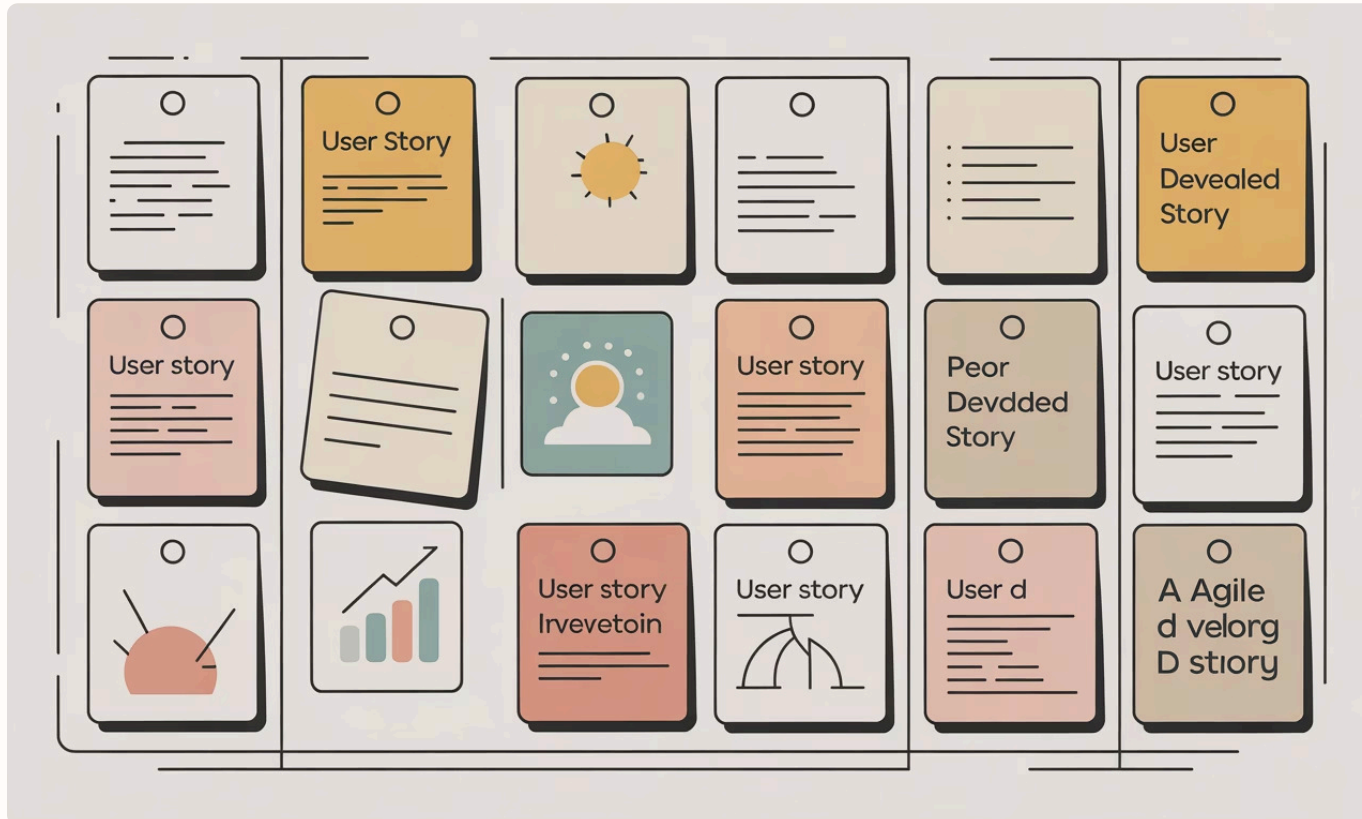 User Story
User
Devealed
Story
User story
User story
Peor
Devdded
Story
User story
User story
Irvevetoin
User story
User d
A Agile
d velorg
D stıory